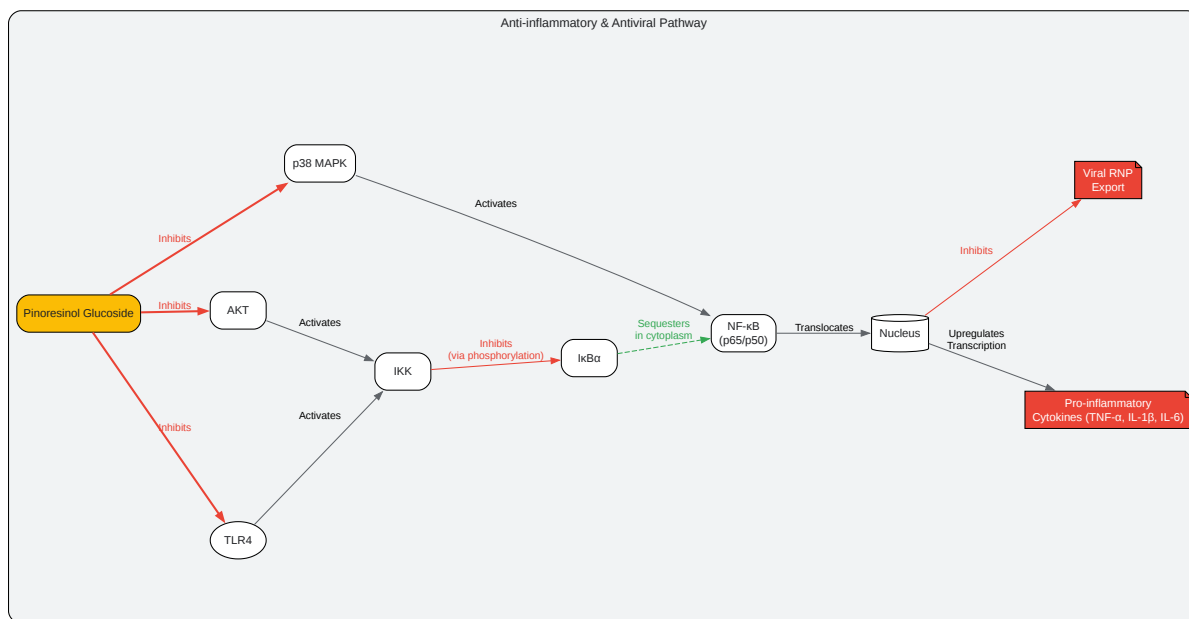 Anti-inflammatory & Antiviral Pathway
p38 MAPK
Viral RNP
Export
Activates
Inhibits
Inhibits
Pinoresinol Glucoside
Inhibits
AKT
Activates
Sequesters
in cytoplasm
NF-κB
(p65/p50)
Translocates
Nucleus
Upregulates
Transcription
Inhibits
(via phosphorylation)
IκBα
IKK
Pro-inflammatory
Cytokines (TNF-α, IL-1β, IL-6)
Activates
Inhibits
TLR4